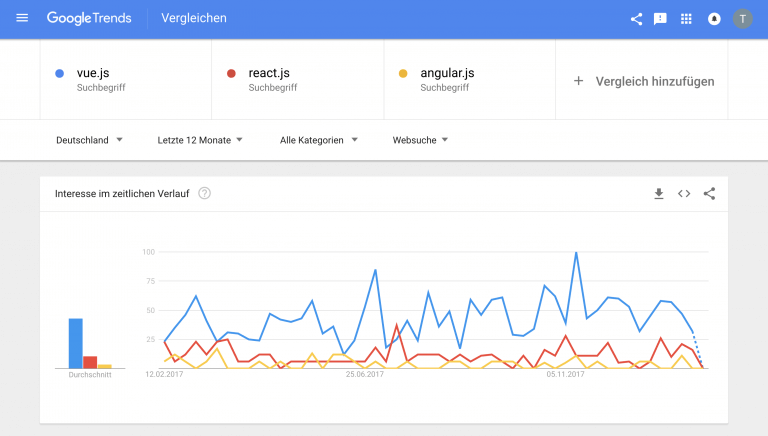 Google Trends Vergleichen
T
vue.js
Suchbegriff
react.js
Suchbegriff
angular.js
Suchbegriff
+ Vergleich hinzufügen
Deutschland
Letzte 12 Monate
Alle Kategorien
Websuche
Interesse im zeitlichen Verlauf ?
100
75
50
25
Durchschnitt
12.02.2017
25.06.2017
05.11.2017